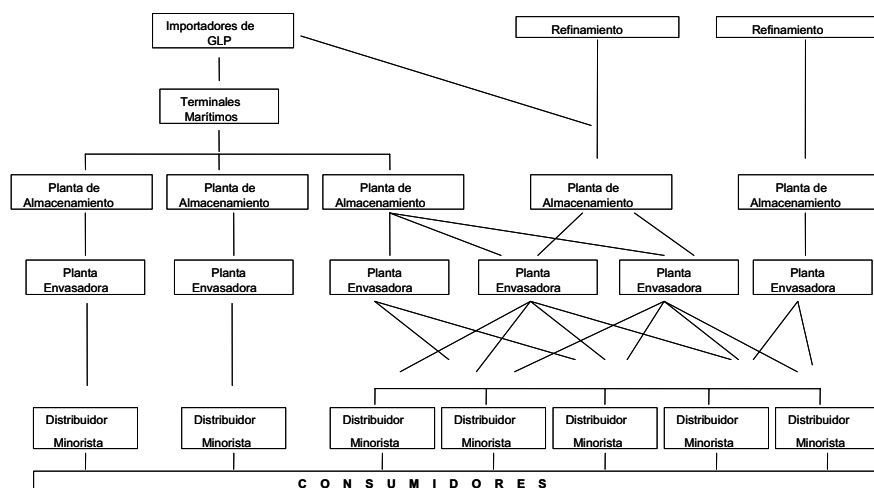 Importadores de
GLP
Refinamiento
Refinamiento
Terminales
Marítimos
Planta de
Almacenamiento
Planta de
Almacenamiento
Planta de
Almacenamiento
Planta de
Almacenamiento
Planta de
Almacenamiento
Planta
Envasadora
Planta
Envasadora
Planta
Envasadora
Planta
Envasadora
Planta
Envasadora
Planta
Envasadora
Distribuidor
Minorista
Distribuidor
Minorista
Distribuidor
Minorista
Distribuidor
Minorista
Distribuidor
Minorista
Distribuidor
Minorista
Distribuidor
Minorista
C O N S U M I D O R E S